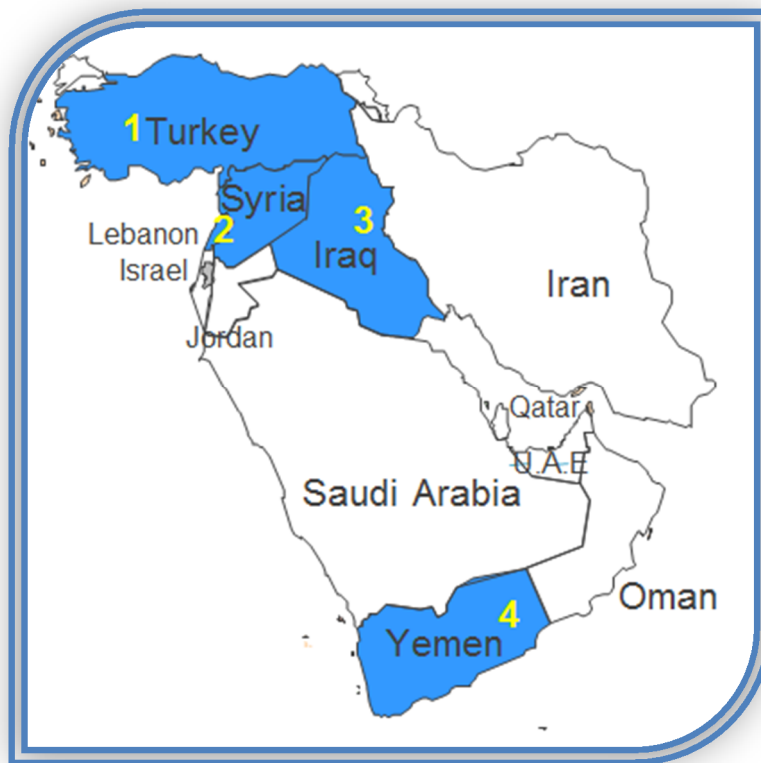 1 Turkey
Syria
2
3
Lebanon
Iraq
Israel
Iran
Jordan
Qatar
U.A.E
Saudi Arabia
Oman
4
Yemen